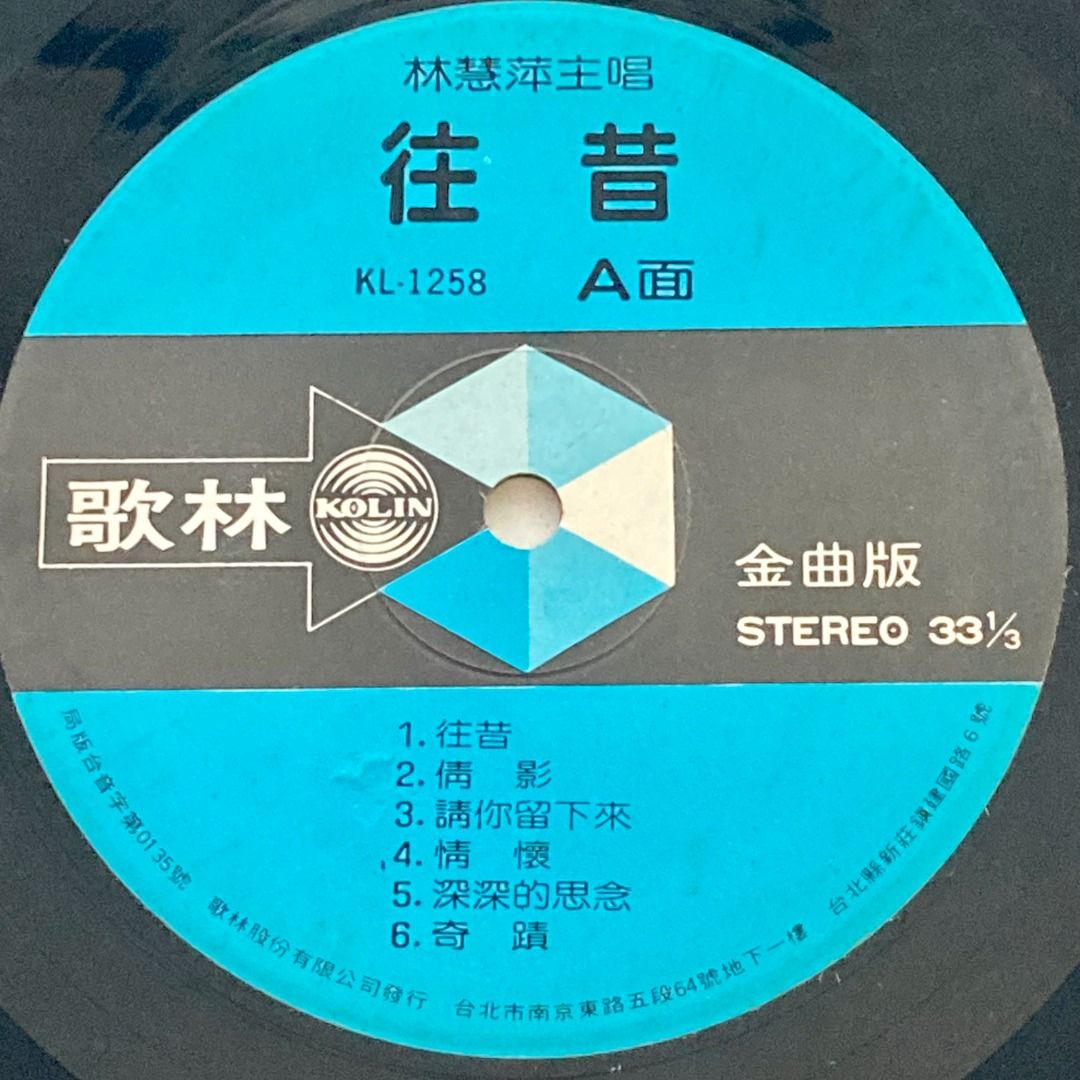 林慧萍主唱
往昔
KL-1258 A面
歌林 KOLIN
金曲版
STEREO 33⅓
1. 往昔
2. 倩 影
3. 請你留下來
4. 情 懷
5. 深深的思念
6. 奇 蹟
局版台音字第0135號 歌林股份有限公司發行 台北市南京東路五段64號地下一樓 台北縣新莊鎮建國路6號